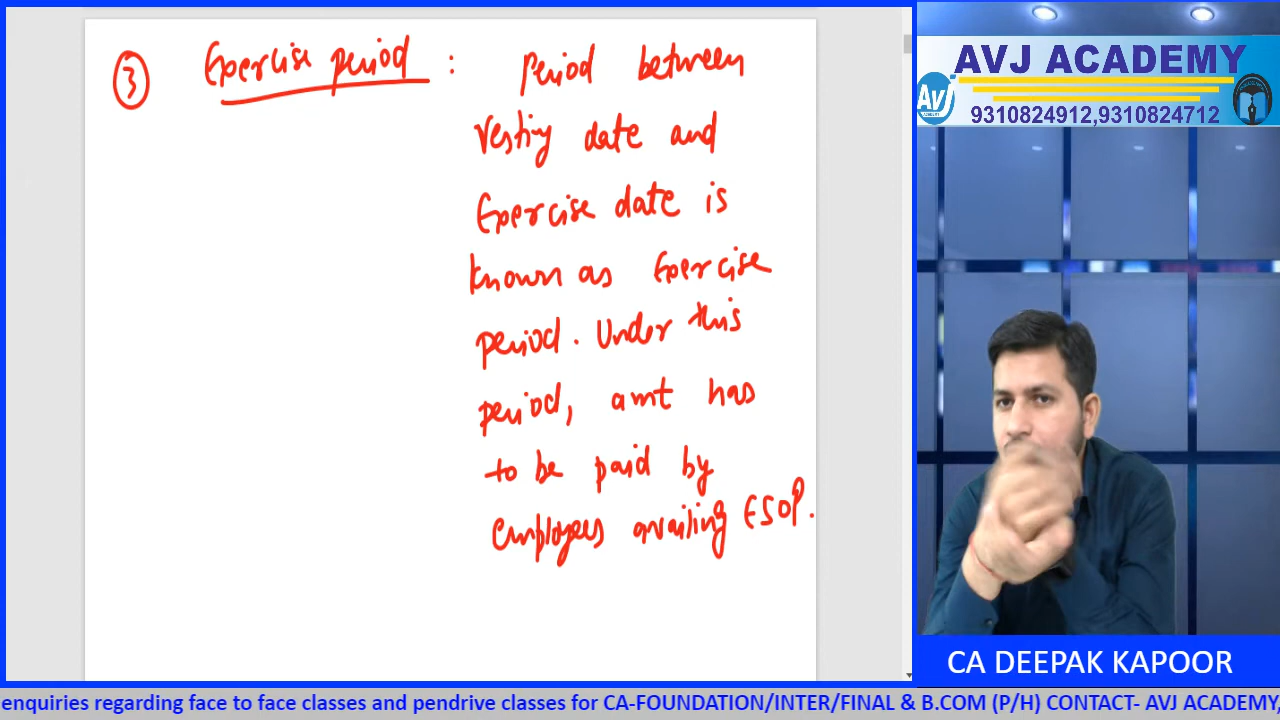 ③ Exercise period : Period between
vesting date and
Exercise date is
known as Exercise
period. Under this
period, amt has
to be paid by
employees availing ESOP.
AVJ ACADEMY
AVJ
ACADEMY
9310824912,9310824712
CA DEEPAK KAPOOR
enquiries regarding face to face classes and pendrive classes for CA-FOUNDATION/INTER/FINAL & B.COM (P/H) CONTACT- AVJ ACADEMY,